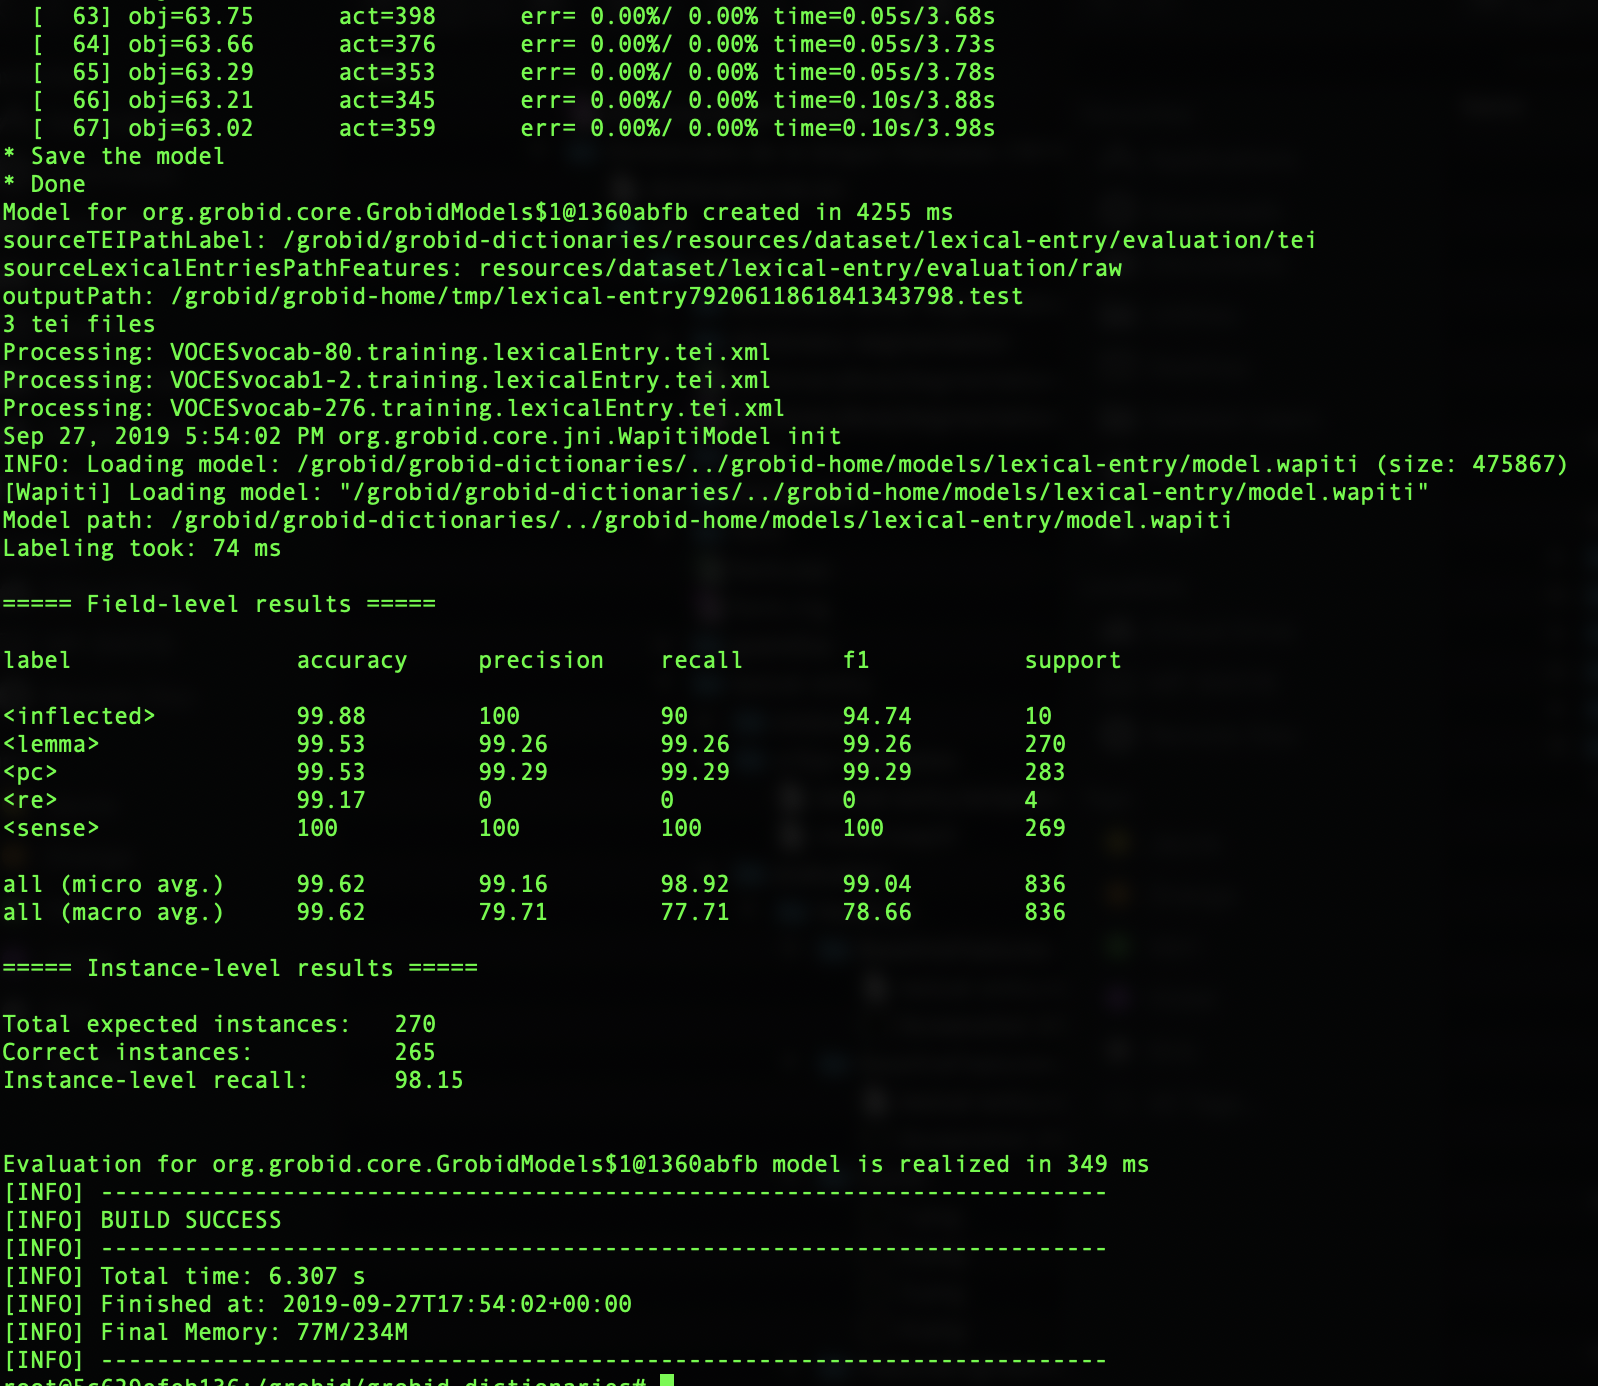 [  63] obj=63.75      act=398      err= 0.00%/ 0.00% time=0.05s/3.68s
[  64] obj=63.66      act=376      err= 0.00%/ 0.00% time=0.05s/3.73s
[  65] obj=63.29      act=353      err= 0.00%/ 0.00% time=0.05s/3.78s
[  66] obj=63.21      act=345      err= 0.00%/ 0.00% time=0.10s/3.88s
[  67] obj=63.02      act=359      err= 0.00%/ 0.00% time=0.10s/3.98s
* Save the model
* Done
Model for org.grobid.core.GrobidModels$1@1360abfb created in 4255 ms
sourceTEIPathLabel: /grobid/grobid-dictionaries/resources/dataset/lexical-entry/evaluation/tei
sourceLexicalEntriesPathFeatures: resources/dataset/lexical-entry/evaluation/raw
outputPath: /grobid/grobid-home/tmp/lexical-entry7920611861841343798.test
3 tei files
Processing: VOCESvocab-80.training.lexicalEntry.tei.xml
Processing: VOCESvocab1-2.training.lexicalEntry.tei.xml
Processing: VOCESvocab-276.training.lexicalEntry.tei.xml
Sep 27, 2019 5:54:02 PM org.grobid.core.jni.WapitiModel init
INFO: Loading model: /grobid/grobid-dictionaries/../grobid-home/models/lexical-entry/model.wapiti (size: 475867)
[Wapiti] Loading model: "/grobid/grobid-dictionaries/../grobid-home/models/lexical-entry/model.wapiti"
Model path: /grobid/grobid-dictionaries/../grobid-home/models/lexical-entry/model.wapiti
Labeling took: 74 ms
===== Field-level results =====
label                accuracy     precision    recall       f1           support
<inflected>          99.88        100          90           94.74        10
<lemma>              99.53        99.26        99.26        99.26        270
<pc>                 99.53        99.29        99.29        99.29        283
<re>                 99.17        0            0            0            4
<sense>              100          100          100          100          269
all (micro avg.)     99.62        99.16        98.92        99.04        836
all (macro avg.)     99.62        79.71        77.71        78.66        836
===== Instance-level results =====
Total expected instances:   270
Correct instances:          265
Instance-level recall:      98.15
Evaluation for org.grobid.core.GrobidModels$1@1360abfb model is realized in 349 ms
[INFO] ------------------------------------------------------------------------
[INFO] BUILD SUCCESS
[INFO] ------------------------------------------------------------------------
[INFO] Total time: 6.307 s
[INFO] Finished at: 2019-09-27T17:54:02+00:00
[INFO] Final Memory: 77M/234M
[INFO] ------------------------------------------------------------------------